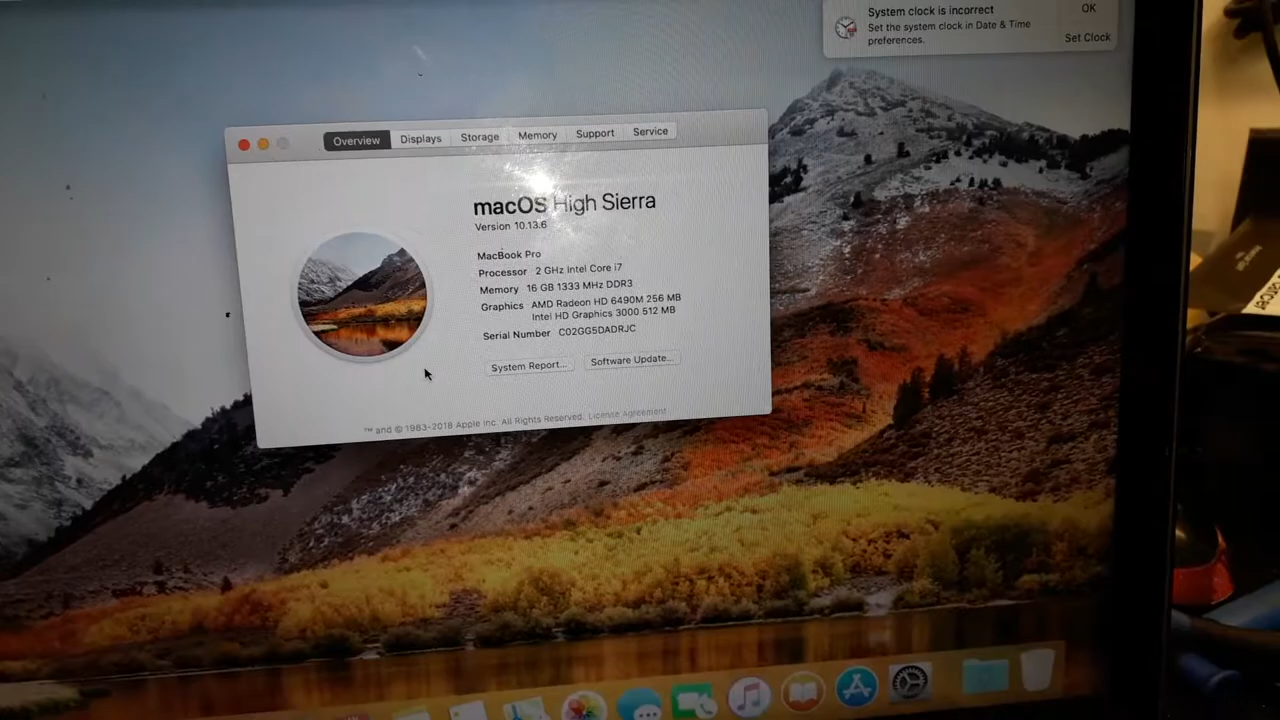 System clock is incorrect
OK
Set the system clock in Date & Time
preferences.
Set Clock
Overview
Displays
Storage
Memory
Support
Service
macOS High Sierra
Version 10.13.6
MacBook Pro
Processor 2 GHz Intel Core i7
Memory 16 GB 1333 MHz DDR3
Graphics AMD Radeon HD 6490M 256 MB
Intel HD Graphics 3000 512 MB
Serial Number C02GG5DADRJC
System Report...
Software Update...
™ and © 1983-2018 Apple Inc. All Rights Reserved. License Agreement